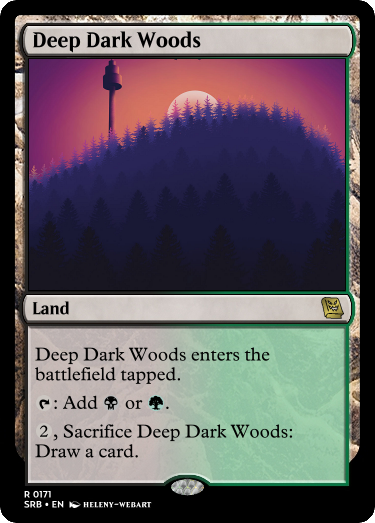 Deep Dark Woods
Land
Deep Dark Woods enters the
battlefield tapped.
: Add or .
2 , Sacrifice Deep Dark Woods:
Draw a card.
R 0171
SRB • EN HELENY-WEBART